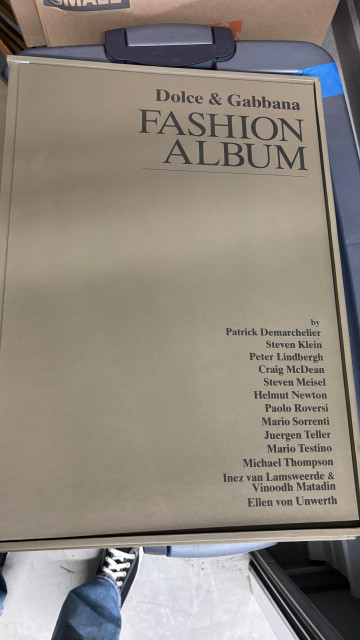 SMALL
Dolce & Gabbana
FASHION
ALBUM
by
Patrick Demarchelier
Steven Klein
Peter Lindbergh
Craig McDean
Steven Meisel
Helmut Newton
Paolo Roversi
Mario Sorrenti
Juergen Teller
Mario Testino
Michael Thompson
Inez van Lamsweerde &
Vinoodh Matadin
Ellen von Unwerth